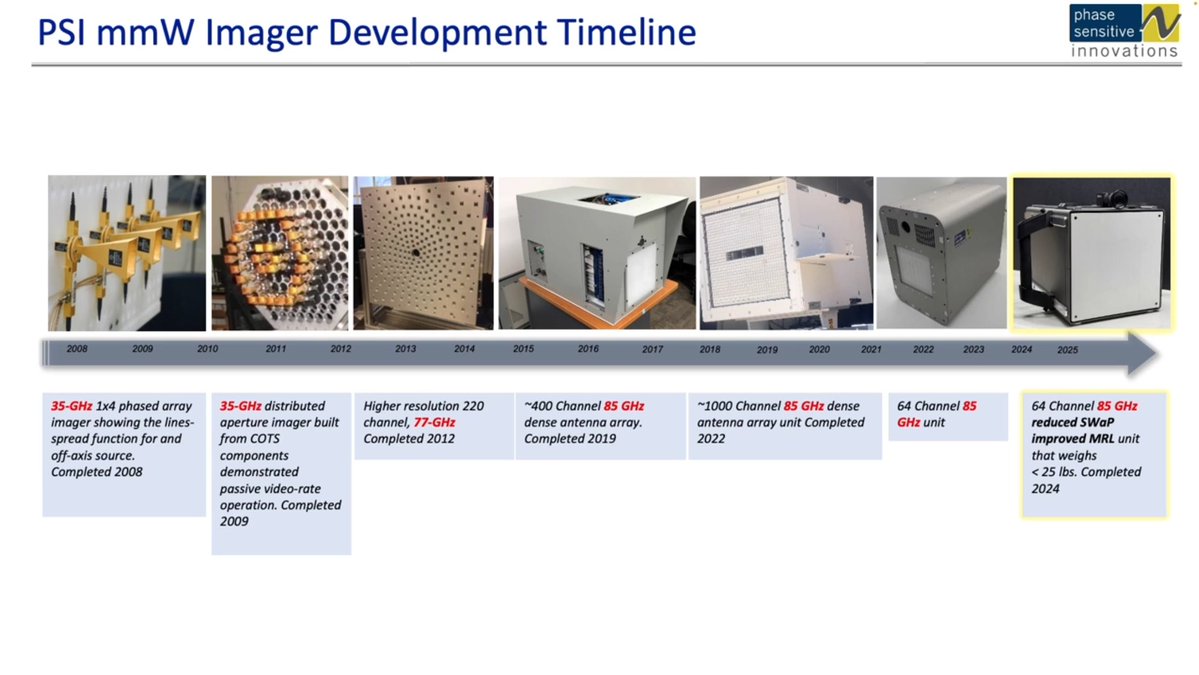 PSI mmW Imager Development Timeline
phase
sensitive
innovations
2008 2009 2010 2011 2012 2013 2014 2015 2016 2017 2018 2019 2020 2021 2022 2023 2024 2025
35-GHz 1x4 phased array
imager showing the lines-
spread function for and
off-axis source.
Completed 2008
35-GHz distributed
aperture imager built
from COTS
components
demonstrated
passive video-rate
operation. Completed
2009
Higher resolution 220
channel, 77-GHz
Completed 2012
~400 Channel 85 GHz
dense antenna array.
Completed 2019
~1000 Channel 85 GHz dense
antenna array unit Completed
2022
64 Channel 85
GHz unit
64 Channel 85 GHz
reduced SWaP
improved MRL unit
that weighs
< 25 lbs. Completed
2024